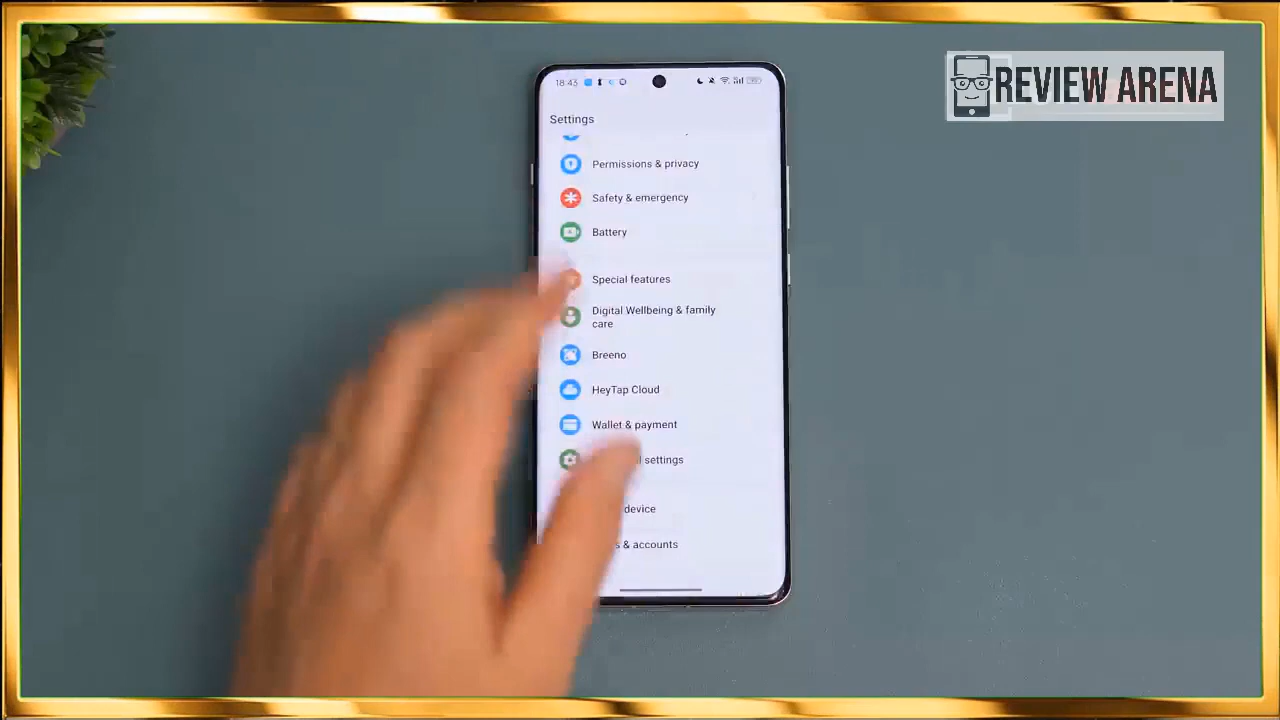 REVIEW ARENA
18:43
Settings
Permissions & privacy
Safety & emergency
Battery
Special features
Digital Wellbeing & family
care
Breeno
HeyTap Cloud
Wallet & payment
settings
device
& accounts